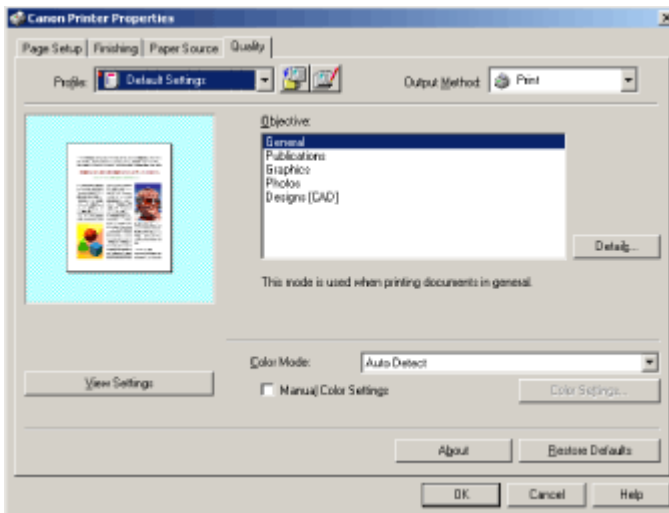 Canon Printer Properties
Page Setup Finishing Paper Source Quality
Profile: Default Settings Output Method: Print
Objective:
General
Publications
Graphics
Photos
Designs [CAD]
Details...
This mode is used when printing documents in general.
Color Mode: Auto Detect
View Settings
Manual Color Settings Color Settings...
About Restore Defaults
OK Cancel Help